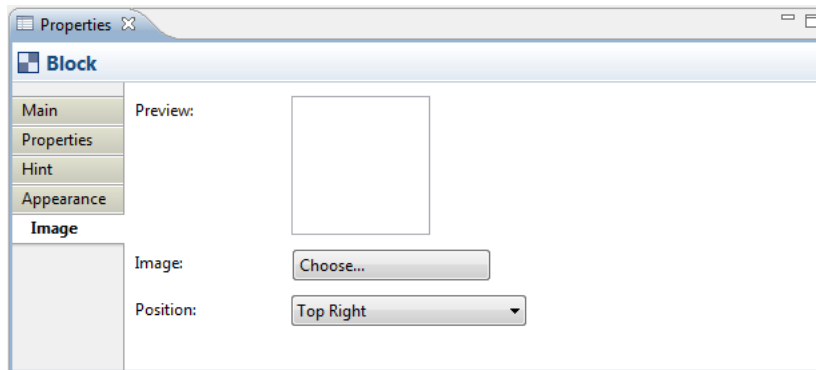 Properties
Block
Main
Properties
Hint
Appearance
Image
Preview:
Image:
Choose...
Position:
Top Right